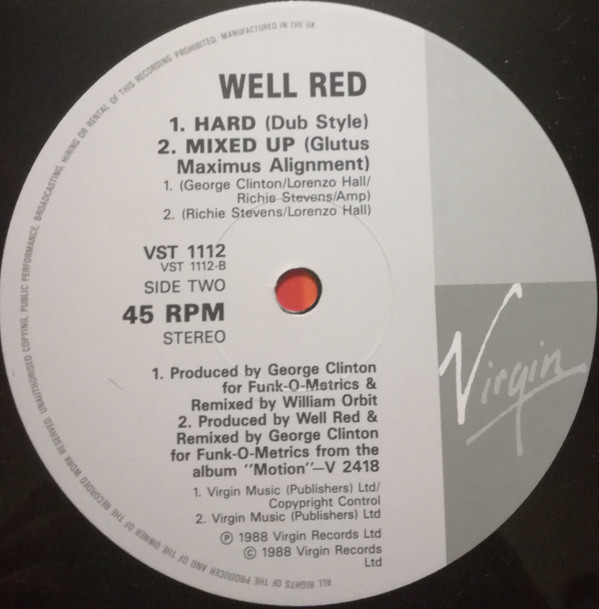 ALL RIGHTS OF THE PRODUCER AND OF THE OWNER OF THE RECORDED WORK RESERVED. UNAUTHORISED COPYING, PUBLIC PERFORMANCE, BROADCASTING, HIRING OR RENTAL OF THIS RECORDING PROHIBITED. MANUFACTURED IN THE UK
WELL RED
1. HARD (Dub Style)
2. MIXED UP (Glutus
Maximus Alignment)
1. (George Clinton/Lorenzo Hall/
Richie Stevens/Amp)
2. (Richie Stevens/Lorenzo Hall)
VST 1112
VST 1112-B
SIDE TWO
45 RPM
STEREO
Virgin
1. Produced by George Clinton
for Funk-O-Metrics &
Remixed by William Orbit
2. Produced by Well Red &
Remixed by George Clinton
for Funk-O-Metrics from the
album "Motion"—V 2418
1. Virgin Music (Publishers) Ltd/
Copyright Control
2. Virgin Music (Publishers) Ltd
℗ 1988 Virgin Records Ltd
© 1988 Virgin Records
Ltd